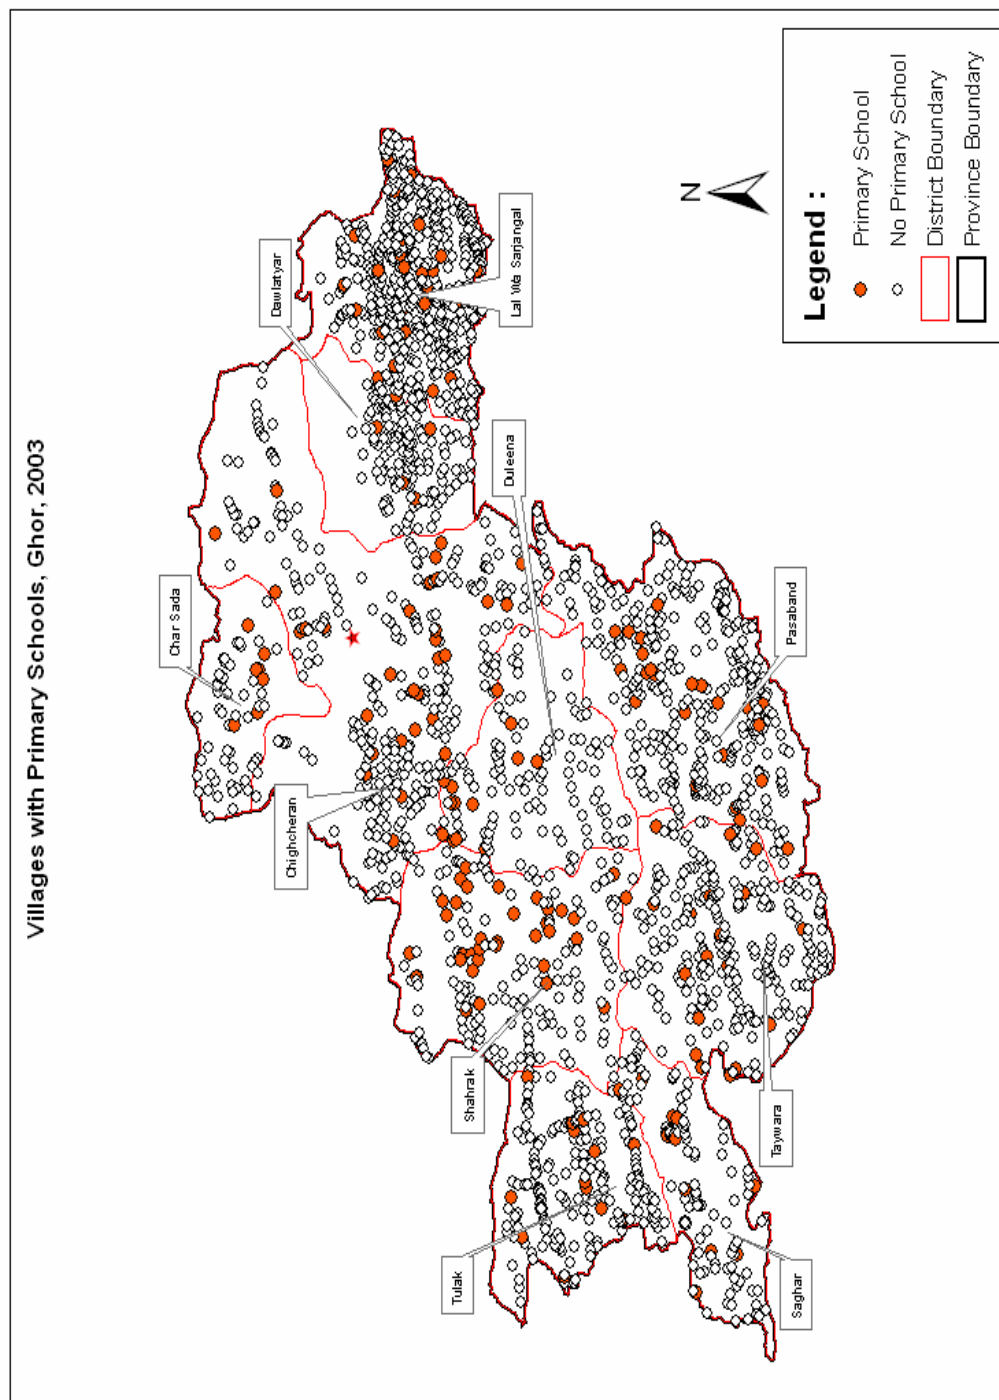 Villages with Primary Schools, Ghor, 2003
Char Sada
Dawlatyar
Chighcheran
Lal Wa Sarjangal
Duleena
Shahrak
Tulak
Pasaband
Taywara
Saghar
N
Legend :
Primary School
No Primary School
District Boundary
Province Boundary